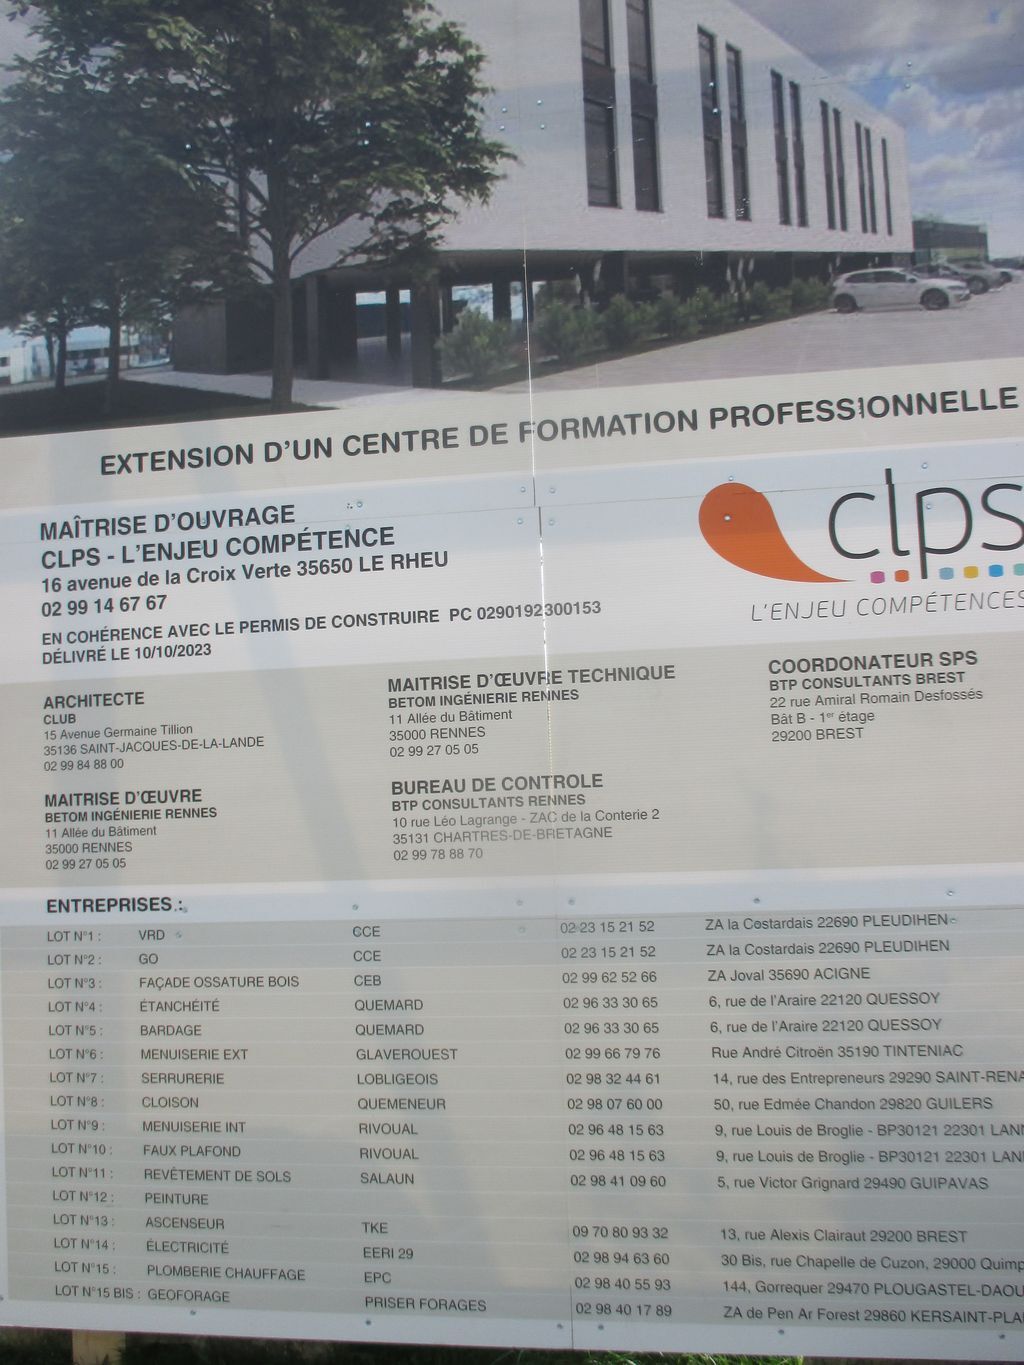 EXTENSION D'UN CENTRE DE FORMATION PROFESSIONNELLE
MAÎTRISE D'OUVRAGE
CLPS - L'ENJEU COMPÉTENCE
16 avenue de la Croix Verte 35650 LE RHEU
02 99 14 67 67
EN COHÉRENCE AVEC LE PERMIS DE CONSTRUIRE PC 0290192300153
DÉLIVRÉ LE 10/10/2023
clps
L'ENJEU COMPÉTENCES
ARCHITECTE
CLUB
15 Avenue Germaine Tillion
35136 SAINT-JACQUES-DE-LA-LANDE
02 99 84 88 00
MAITRISE D'ŒUVRE
BETOM INGÉNIERIE RENNES
11 Allée du Bâtiment
35000 RENNES
02 99 27 05 05
MAITRISE D'ŒUVRE TECHNIQUE
BETOM INGÉNIERIE RENNES
11 Allée du Bâtiment
35000 RENNES
02 99 27 05 05
BUREAU DE CONTROLE
BTP CONSULTANTS RENNES
10 rue Léo Lagrange - ZAC de la Conterie 2
35131 CHARTRES-DE-BRETAGNE
02 99 78 88 70
COORDONATEUR SPS
BTP CONSULTANTS BREST
22 rue Amiral Romain Desfossés
Bât B - 1er étage
29200 BREST
ENTREPRISES :
LOT N°1 : VRD CCE 02 23 15 21 52 ZA la Costardais 22690 PLEUDIHEN
LOT N°2 : GO CCE 02 23 15 21 52 ZA la Costardais 22690 PLEUDIHEN
LOT N°3 : FAÇADE OSSATURE BOIS CEB 02 99 62 52 66 ZA Joval 35690 ACIGNE
LOT N°4 : ÉTANCHÉITÉ QUEMARD 02 96 33 30 65 6, rue de l'Araire 22120 QUESSOY
LOT N°5 : BARDAGE QUEMARD 02 96 33 30 65 6, rue de l'Araire 22120 QUESSOY
LOT N°6 : MENUISERIE EXT GLAVEROUEST 02 99 66 79 76 Rue André Citroën 35190 TINTENIAC
LOT N°7 : SERRURERIE LOBLIGEOIS 02 98 32 44 61 14, rue des Entrepreneurs 29290 SAINT-RENA
LOT N°8 : CLOISON QUEMENEUR 02 98 07 60 00 50, rue Edmée Chandon 29820 GUILERS
LOT N°9 : MENUISERIE INT RIVOUAL 02 96 48 15 63 9, rue Louis de Broglie - BP30121 22301 LAN
LOT N°10 : FAUX PLAFOND RIVOUAL 02 96 48 15 63 9, rue Louis de Broglie - BP30121 22301 LAN
LOT N°11 : REVÊTEMENT DE SOLS SALAUN 02 98 41 09 60 5, rue Victor Grignard 29490 GUIPAVAS
LOT N°12 : PEINTURE
LOT N°13 : ASCENSEUR TKE 09 70 80 93 32 13, rue Alexis Clairaut 29200 BREST
LOT N°14 : ÉLECTRICITÉ EERI 29 02 98 94 63 60 30 Bis, rue Chapelle de Cuzon, 29000 Quimp
LOT N°15 : PLOMBERIE CHAUFFAGE EPC 02 98 40 55 93 144, Gorrequer 29470 PLOUGASTEL-DAOU
LOT N°15 BIS : GEOFORAGE PRISER FORAGES 02 98 40 17 89 ZA de Pen Ar Forest 29860 KERSAINT-PLA